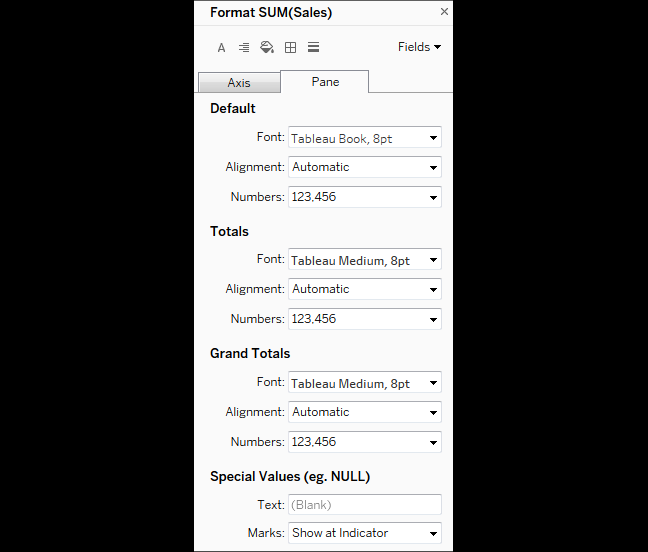 Format SUM(Sales) ×
A Fields
Axis Pane
Default
Font: Tableau Book, 8pt
Alignment: Automatic
Numbers: 123,456
Totals
Font: Tableau Medium, 8pt
Alignment: Automatic
Numbers: 123,456
Grand Totals
Font: Tableau Medium, 8pt
Alignment: Automatic
Numbers: 123,456
Special Values (eg. NULL)
Text: (Blank)
Marks: Show at Indicator